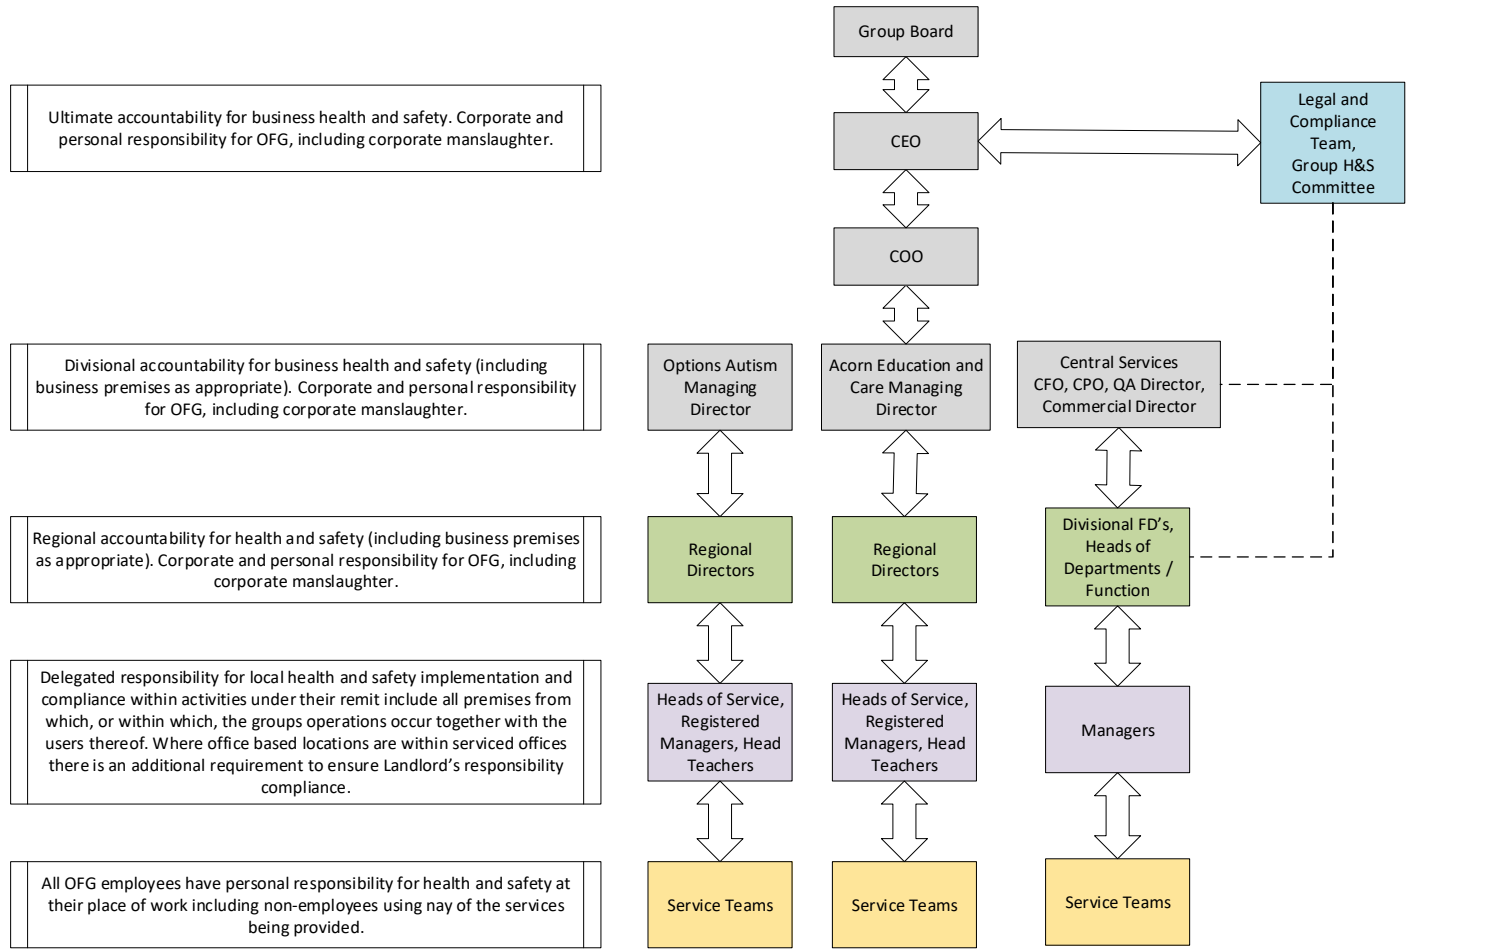 Group Board
Ultimate accountability for business health and safety. Corporate and
personal responsibility for OFG, including corporate manslaughter.
CEO
Legal and
Compliance
Team,
Group H&S
Committee
COO
Divisional accountability for business health and safety (including
business premises as appropriate). Corporate and personal responsibility
for OFG, including corporate manslaughter.
Options Autism
Managing
Director
Acorn Education and
Care Managing
Director
Central Services
CFO, CPO, QA Director,
Commercial Director
Regional accountability for health and safety (including business premises
as appropriate). Corporate and personal responsibility for OFG, including
corporate manslaughter.
Regional
Directors
Regional
Directors
Divisional FD's,
Heads of
Departments /
Function
Delegated responsibility for local health and safety implementation and
compliance within activities under their remit include all premises from
which, or within which, the groups operations occur together with the
users thereof. Where office based locations are within serviced offices
there is an additional requirement to ensure Landlord's responsibility
compliance.
Heads of Service,
Registered
Managers, Head
Teachers
Heads of Service,
Registered
Managers, Head
Teachers
Managers
All OFG employees have personal responsibility for health and safety at
their place of work including non-employees using nay of the services
being provided.
Service Teams
Service Teams
Service Teams